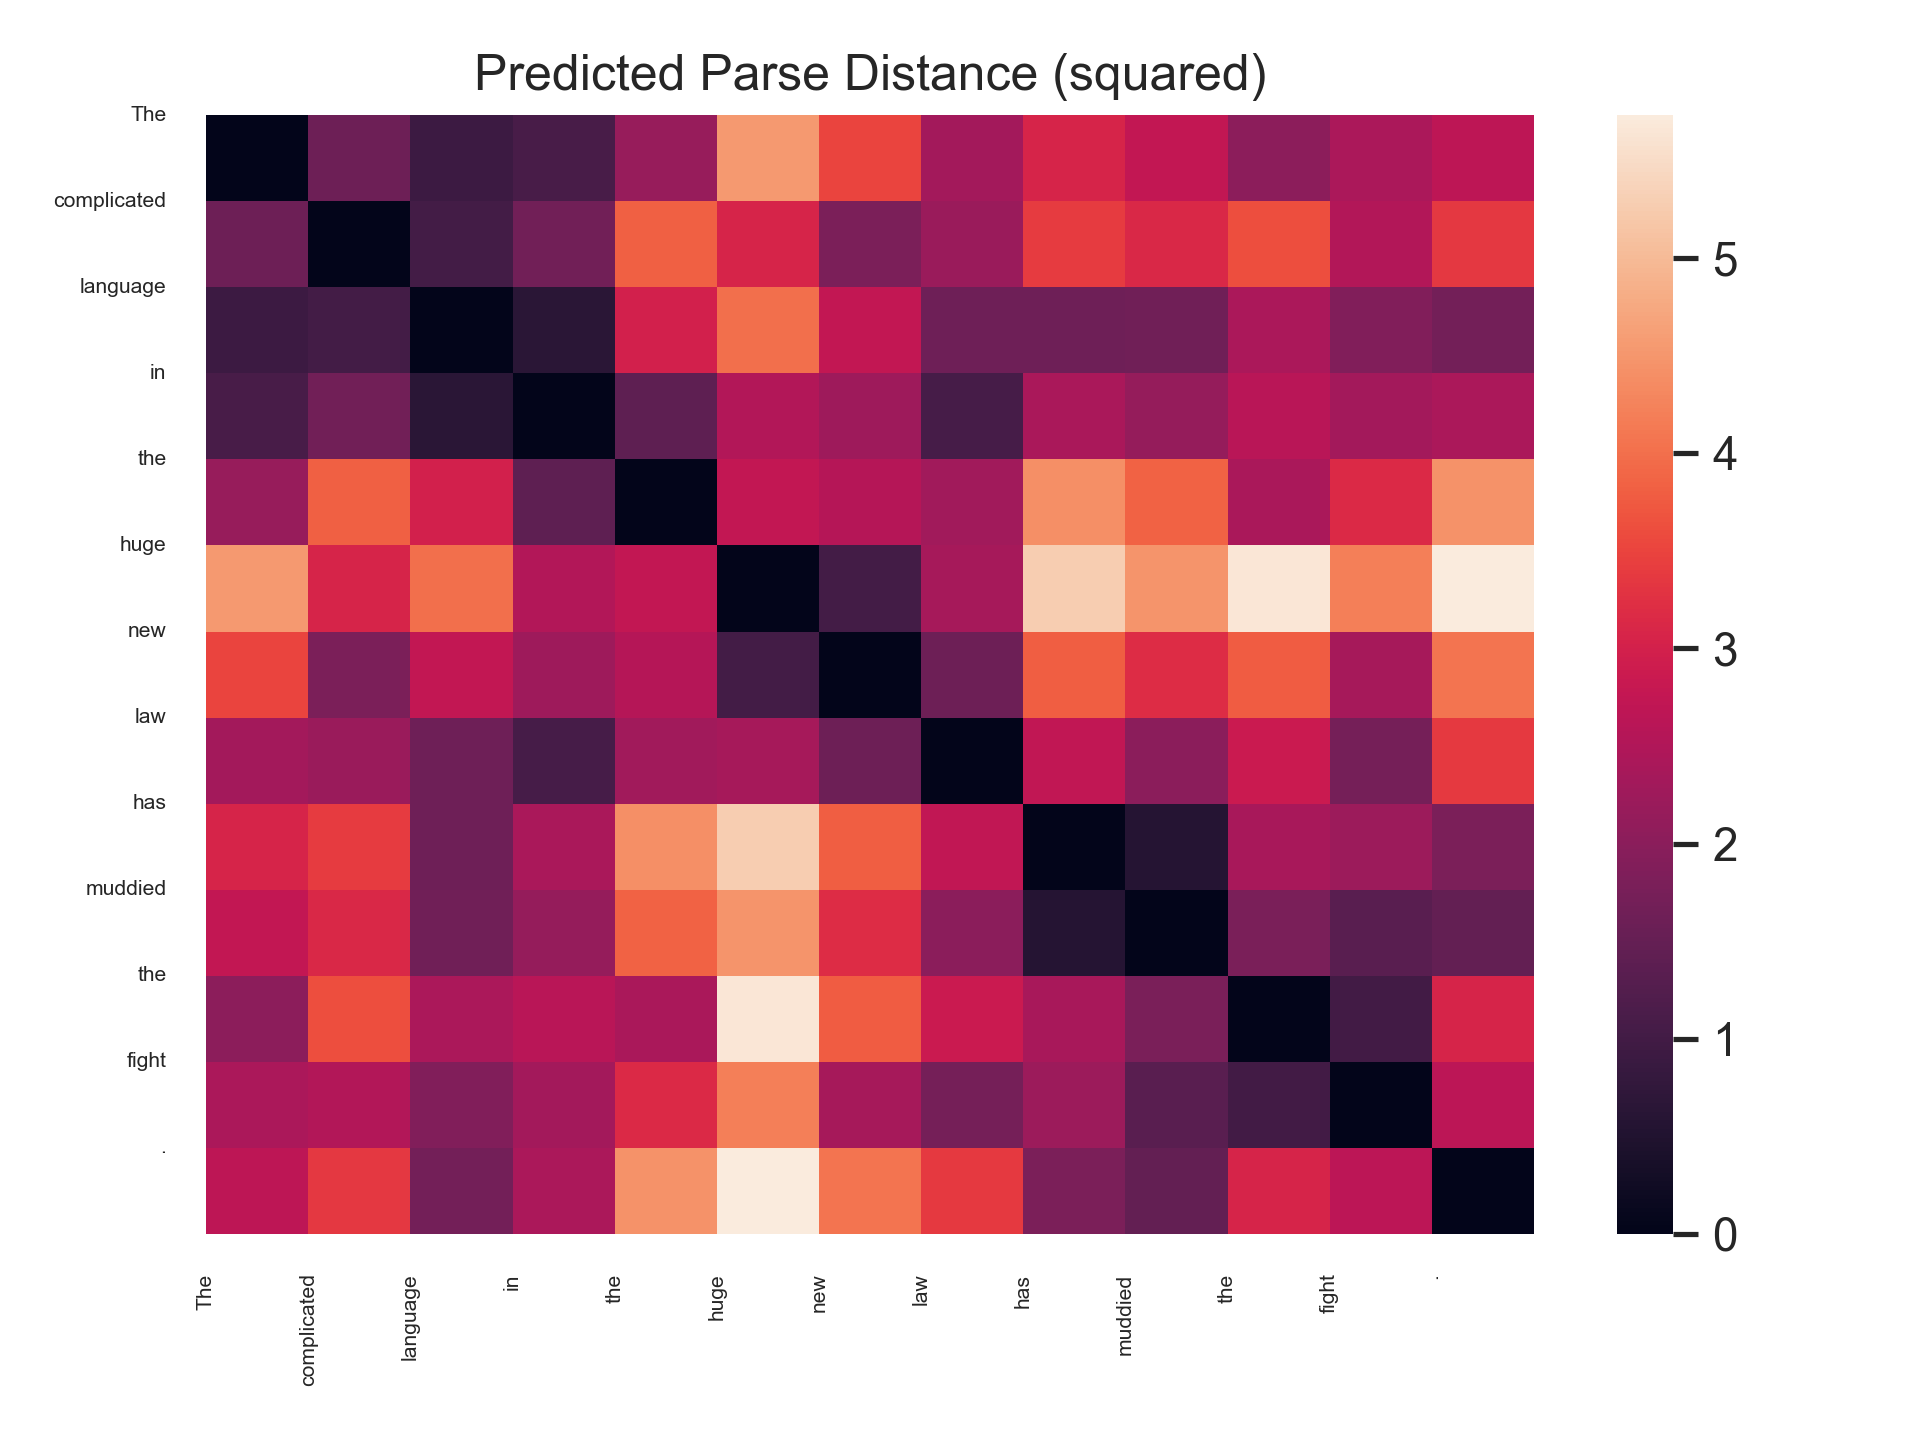 Predicted Parse Distance (squared)
The
complicated
language
in
the
huge
new
law
has
muddied
the
fight
.
The
complicated
language
in
the
huge
new
law
has
muddied
the
fight
.
5
4
3
2
1
0